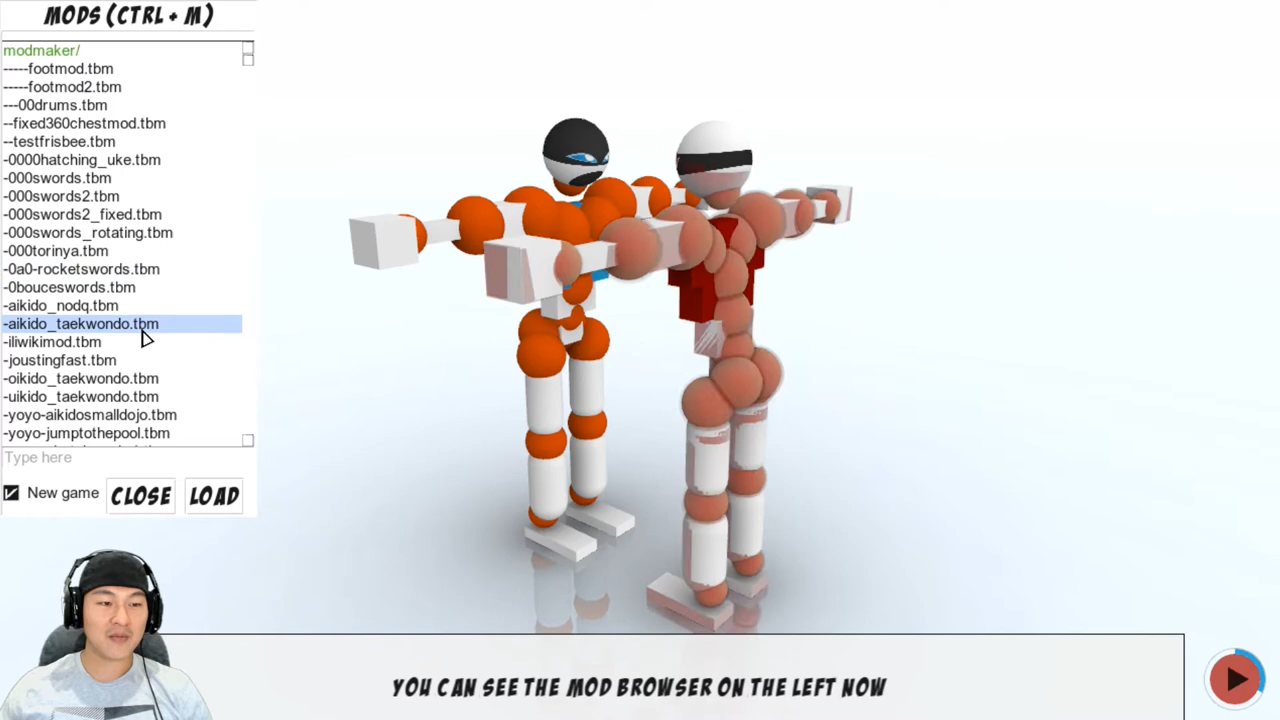 MODS (CTRL + M)
modmaker/
-----footmod.tbm
-----footmod2.tbm
---00drums.tbm
--fixed360chestmod.tbm
--testfrisbee.tbm
-0000hatching_uke.tbm
-000swords.tbm
-000swords2.tbm
-000swords2_fixed.tbm
-000swords_rotating.tbm
-000torinya.tbm
-0a0-rocketswords.tbm
-0bouceswords.tbm
-aikido_nodq.tbm
-aikido_taekwondo.tbm
-iliwikimod.tbm
-joustingfast.tbm
-oikido_taekwondo.tbm
-uikido_taekwondo.tbm
-yoyo-aikidosmalldojo.tbm
-yoyo-jumptothepool.tbm
Type here
New game
CLOSE
LOAD
YOU CAN SEE THE MOD BROWSER ON THE LEFT NOW